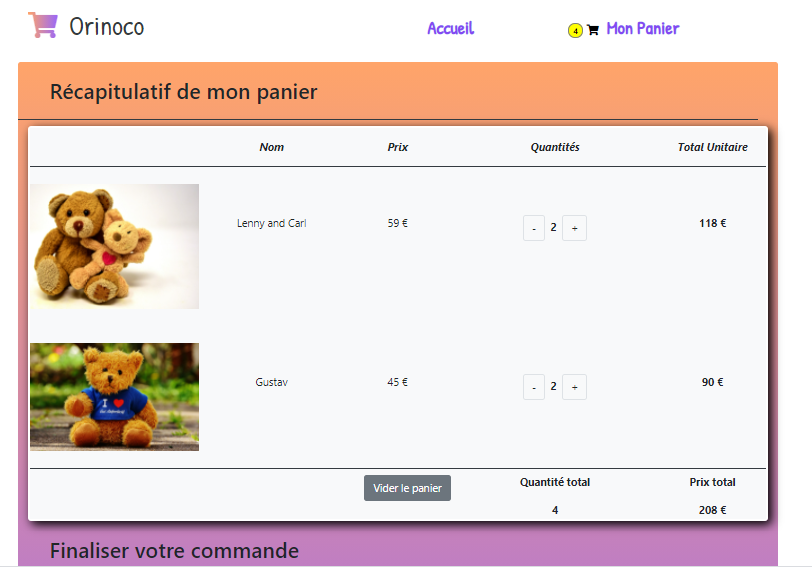 Orinoco
Accueil
4 Mon Panier
Récapitulatif de mon panier
Nom Prix Quantités Total Unitaire
Lenny and Carl 59 € - 2 + 118 €
Gustav 45 € - 2 + 90 €
I
Vider le panier Quantité total Prix total
4 208 €
Finaliser votre commande